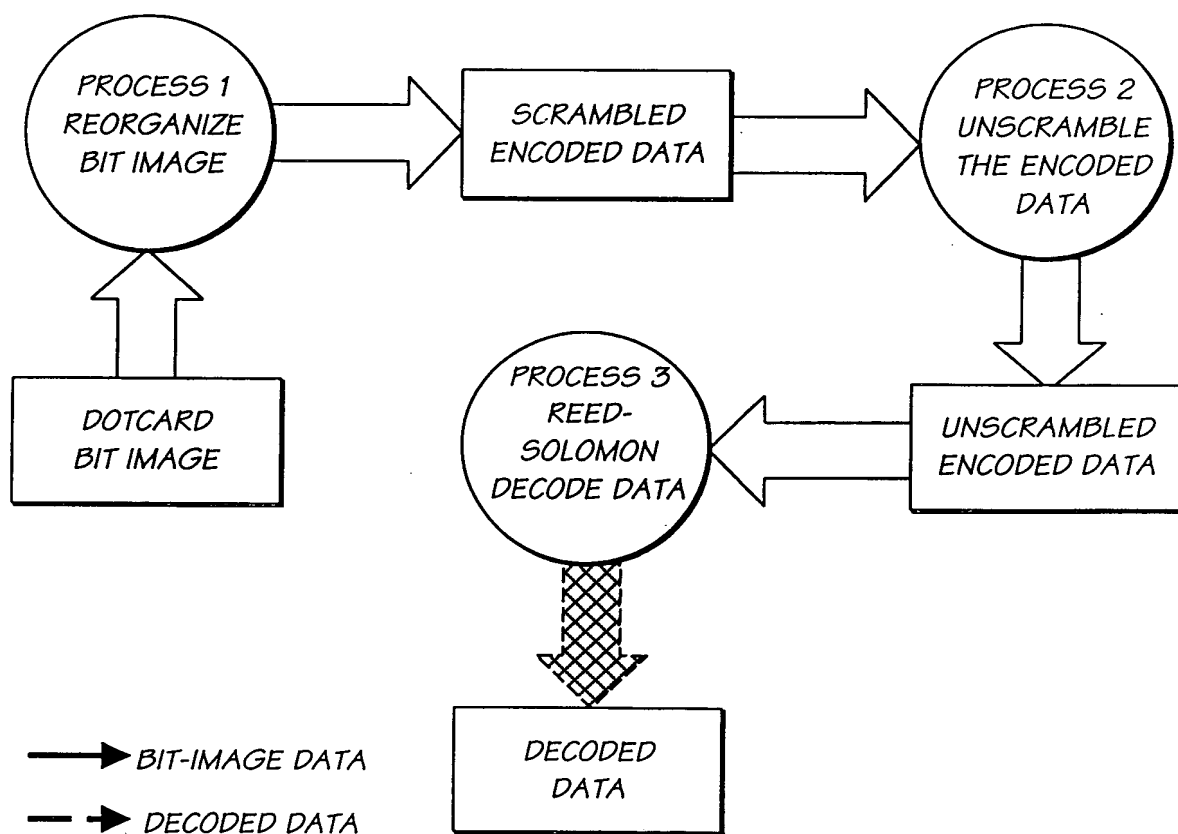 PROCESS 1
REORGANIZE
BIT IMAGE
SCRAMBLED
ENCODED DATA
PROCESS 2
UNSCRAMBLE
THE ENCODED
DATA
DOTCARD
BIT IMAGE
PROCESS 3
REED-
SOLOMON
DECODE DATA
UNSCRAMBLED
ENCODED DATA
DECODED
DATA
BIT-IMAGE DATA
DECODED DATA